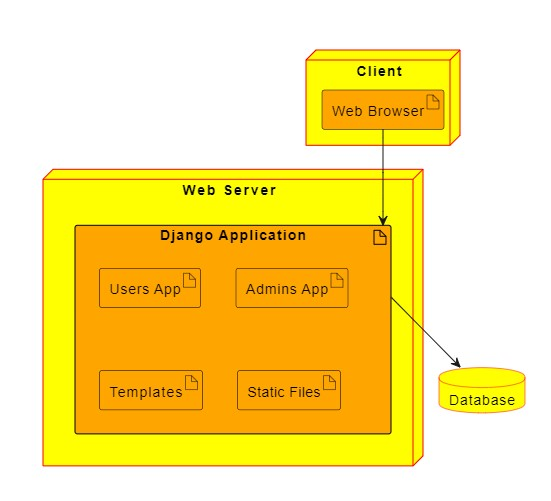 Client
Web Browser
Web Server
Django Application
Users App
Admins App
Templates
Static Files
Database